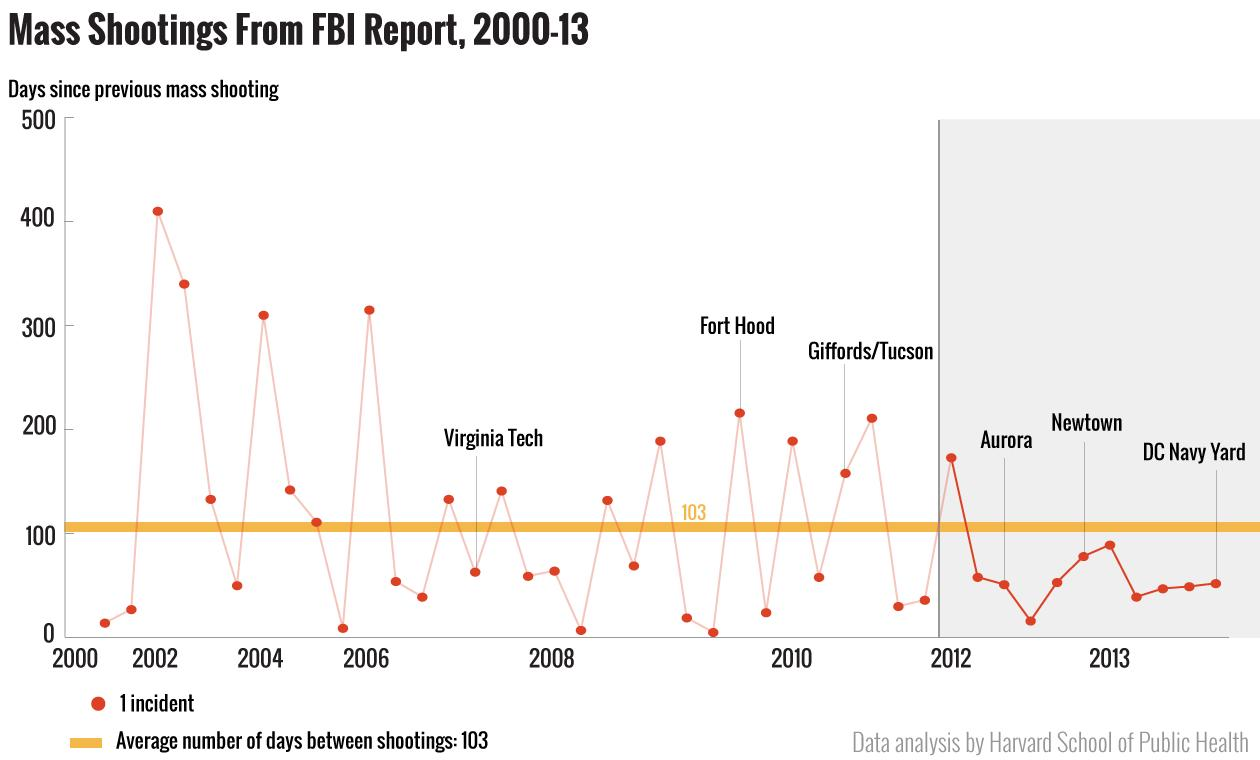 Mass Shootings From FBI Report, 2000-13
Days since previous mass shooting
500
400
300
200
100
0
Fort Hood
Giffords/Tucson
Virginia Tech
Aurora
Newtown
DC Navy Yard
103
2000 2002 2004 2006 2008 2010 2012 2013
1 incident
Average number of days between shootings: 103
Data analysis by Harvard School of Public Health